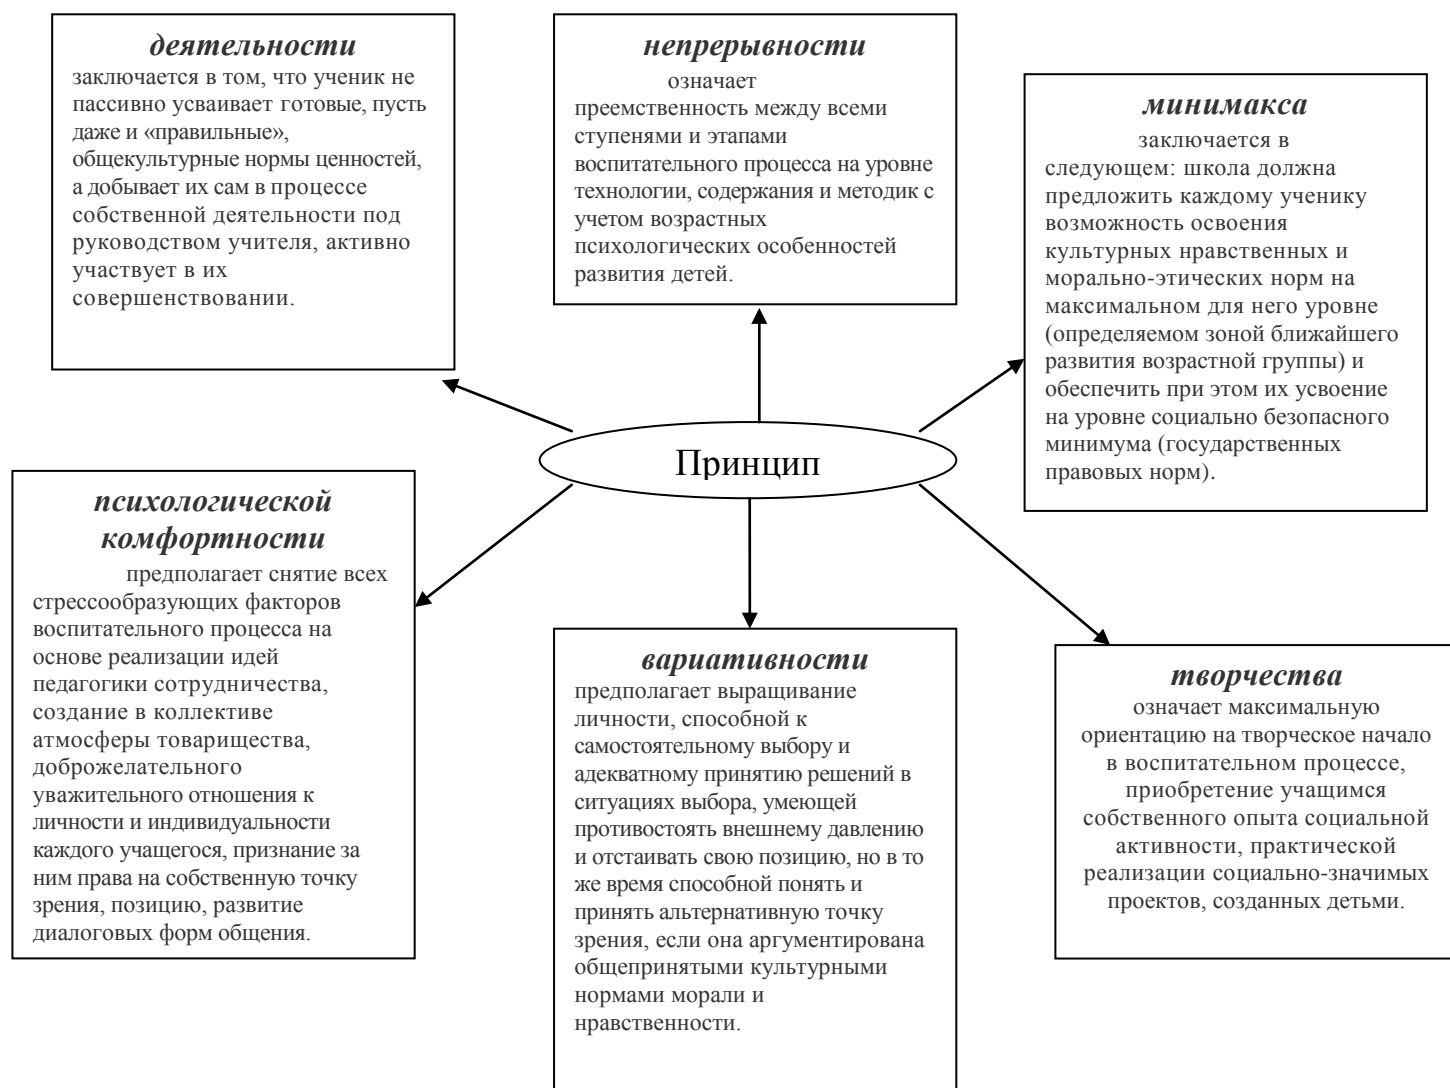 деятельности
заключается в том, что ученик не
пассивно усваивает готовые, пусть
даже и «правильные»,
общекультурные нормы ценностей,
а добывает их сам в процессе
собственной деятельности под
руководством учителя, активно
участвует в их
совершенствовании.
непрерывности
означает
преемственность между всеми
ступенями и этапами
воспитательного процесса на уровне
технологии, содержания и методик с
учетом возрастных
психологических особенностей
развития детей.
минимакса
заключается в
следующем: школа должна
предложить каждому ученику
возможность освоения
культурных нравственных и
морально-этических норм на
максимальном для него уровне
(определяемом зоной ближайшего
развития возрастной группы) и
обеспечить при этом их усвоение
на уровне социально безопасного
минимума (государственных
правовых норм).
Принцип
психологической
комфортности
предполагает снятие всех
стрессообразующих факторов
воспитательного процесса на
основе реализации идей
педагогики сотрудничества,
создание в коллективе
атмосферы товарищества,
доброжелательного
уважительного отношения к
личности и индивидуальности
каждого учащегося, признание за
ним права на собственную точку
зрения, позицию, развитие
диалоговых форм общения.
вариативности
предполагает выращивание
личности, способной к
самостоятельному выбору и
адекватному принятию решений в
ситуациях выбора, умеющей
противостоять внешнему давлению
и отстаивать свою позицию, но в то
же время способной понять и
принять альтернативную точку
зрения, если она аргументирована
общепринятыми культурными
нормами морали и
нравственности.
творчества
означает максимальную
ориентацию на творческое начало
в воспитательном процессе,
приобретение учащимся
собственного опыта социальной
активности, практической
реализации социально-значимых
проектов, созданных детьми.